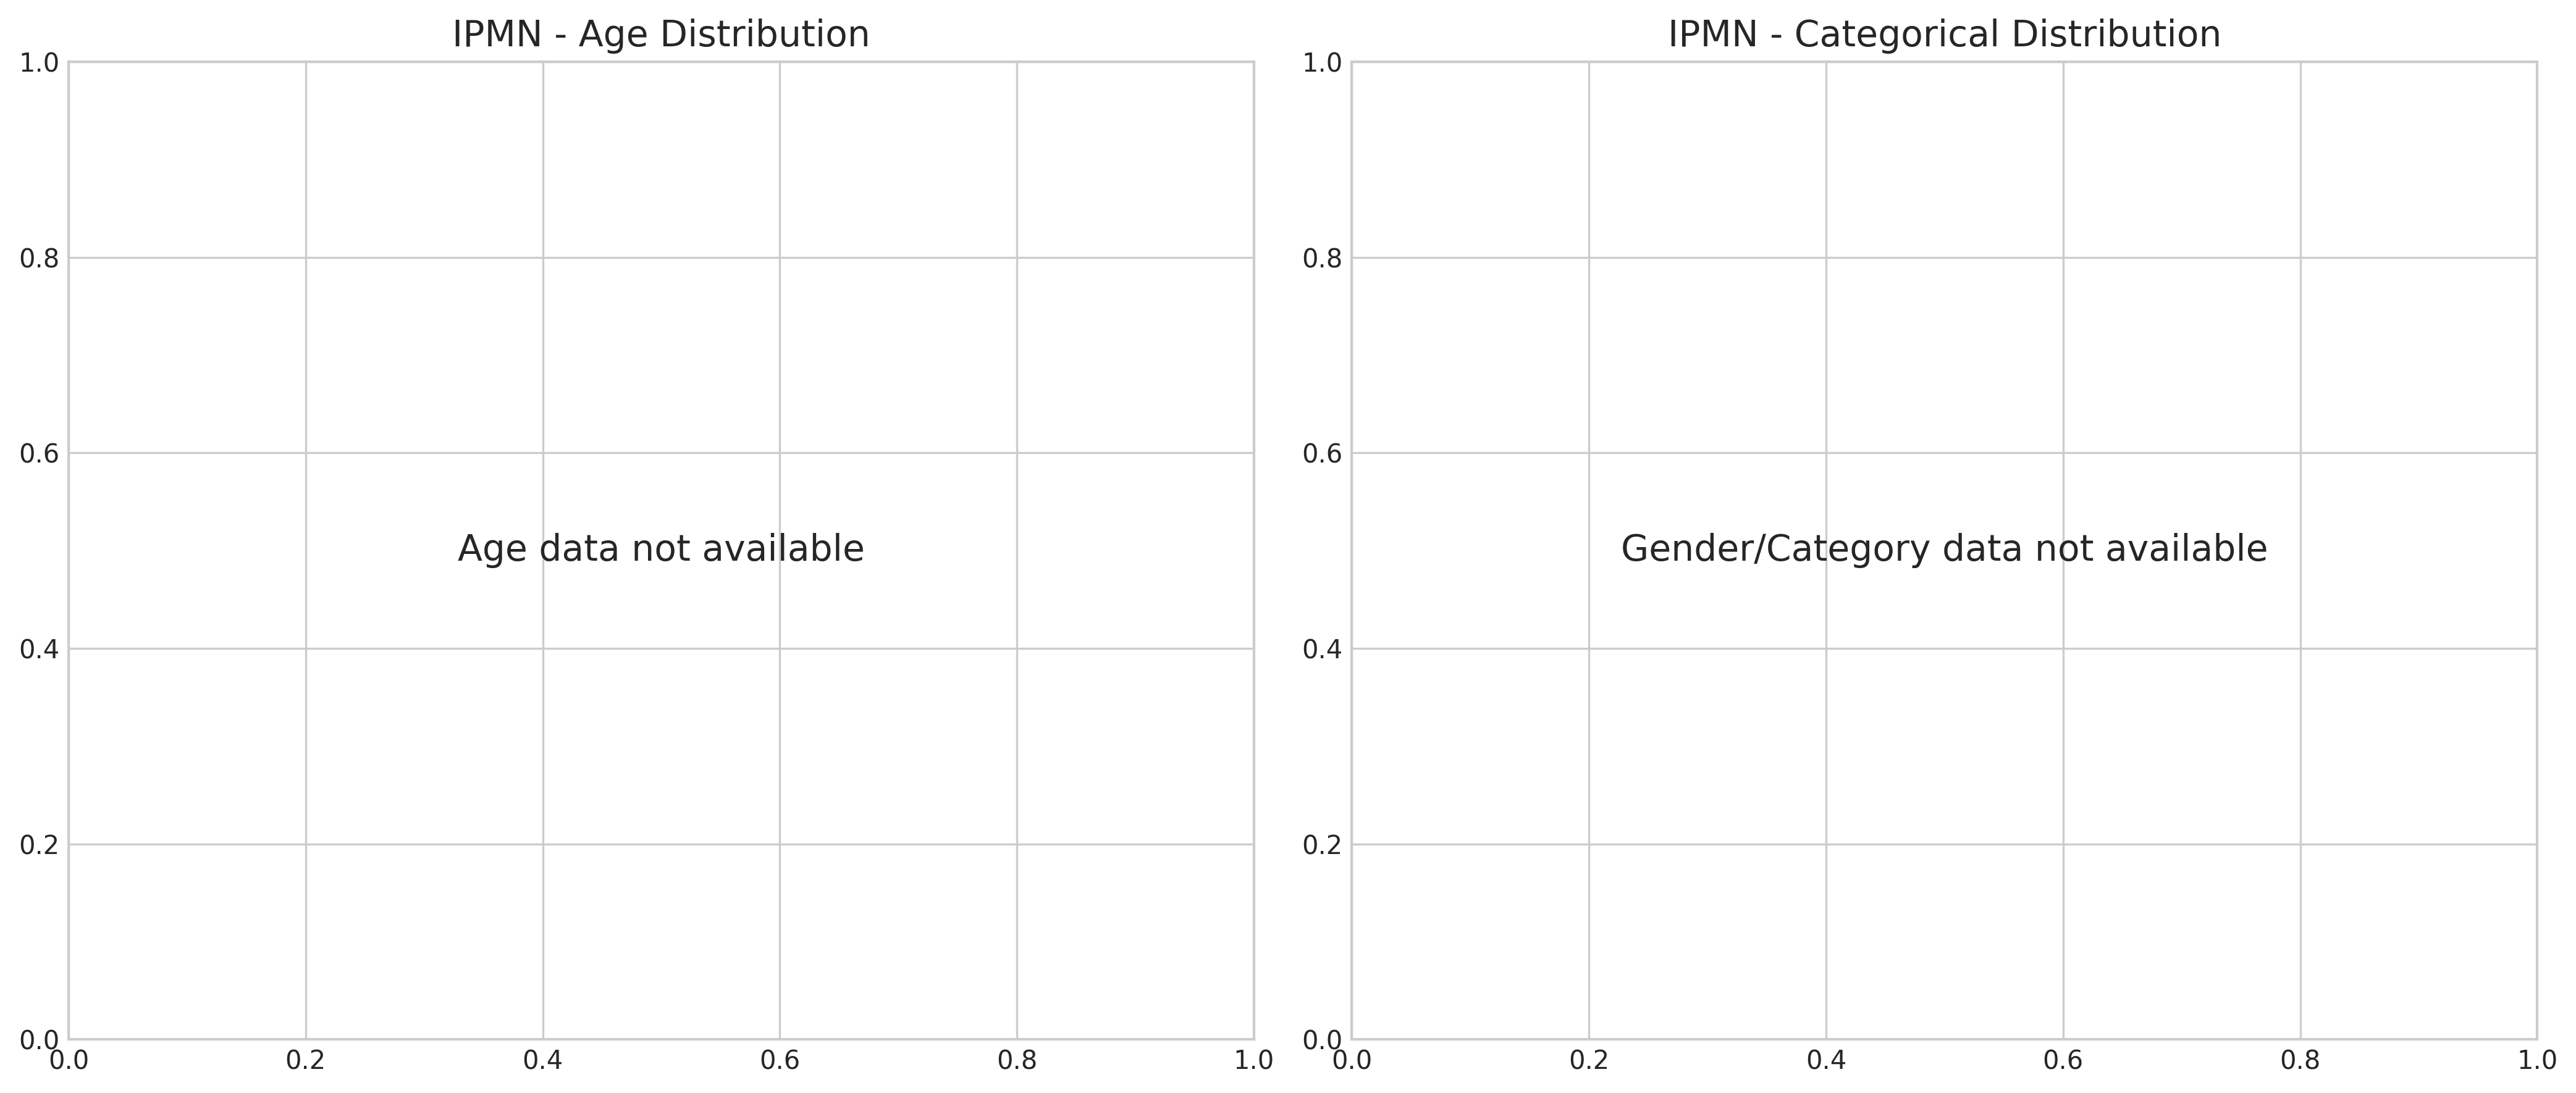 IPMN - Age Distribution
1.0
0.8
0.6
0.4
0.2
0.0
Age data not available
0.0 0.2 0.4 0.6 0.8 1.0
IPMN - Categorical Distribution
1.0
0.8
0.6
0.4
0.2
0.0
Gender/Category data not available
0.0 0.2 0.4 0.6 0.8 1.0